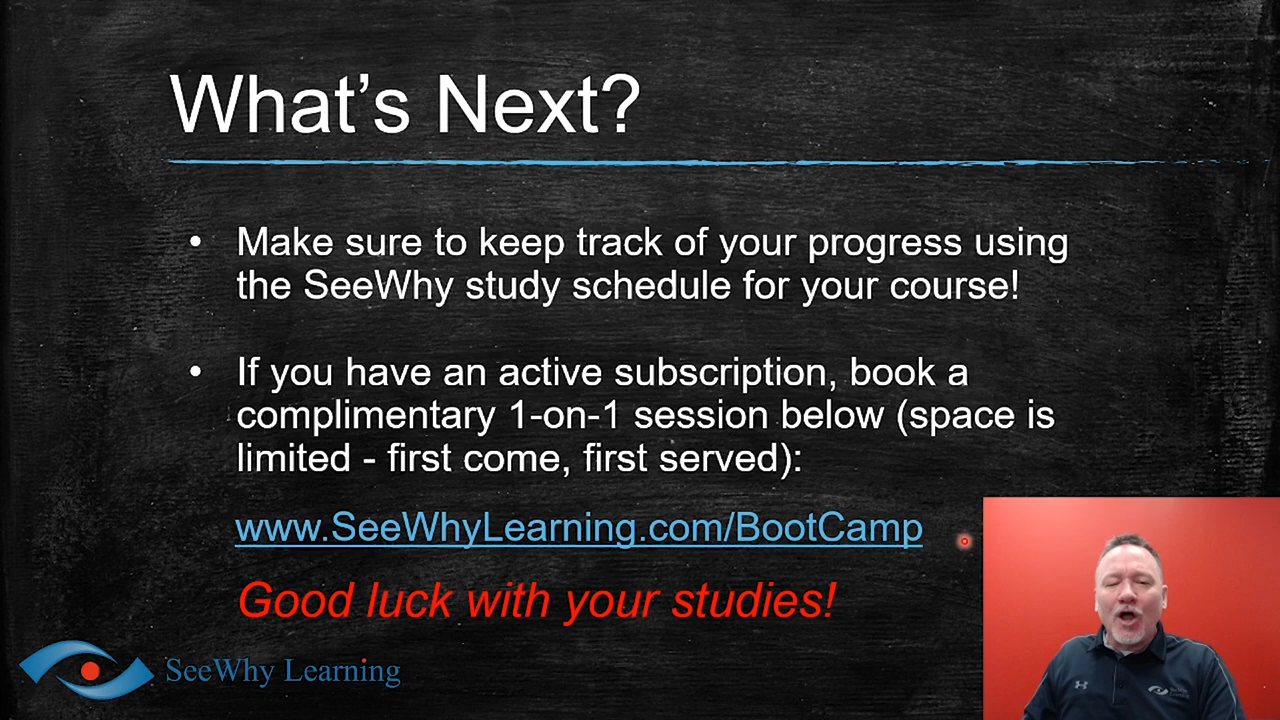 What's Next?
• Make sure to keep track of your progress using
the SeeWhy study schedule for your course!
• If you have an active subscription, book a
complimentary 1-on-1 session below (space is
limited - first come, first served):
www.SeeWhyLearning.com/BootCamp
Good luck with your studies!
SeeWhy Learning